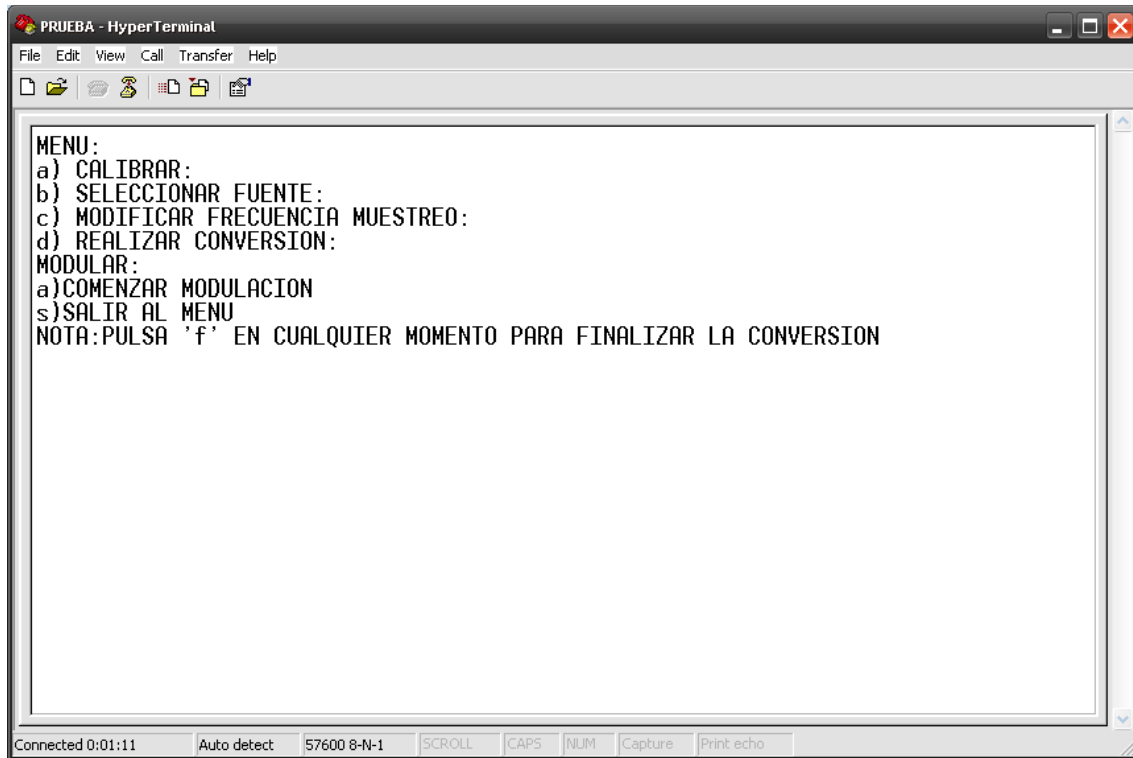 PRUEBA - HyperTerminal
File Edit View Call Transfer Help
MENU:
a) CALIBRAR:
b) SELECCIONAR FUENTE:
c) MODIFICAR FRECUENCIA MUESTREO:
d) REALIZAR CONVERSION:
MODULAR:
a)COMENZAR MODULACION
s)SALIR AL MENU
NOTA:PULSA 'f' EN CUALQUIER MOMENTO PARA FINALIZAR LA CONVERSION
Connected 0:01:11 Auto detect 57600 8-N-1 SCROLL CAPS NUM Capture Print echo